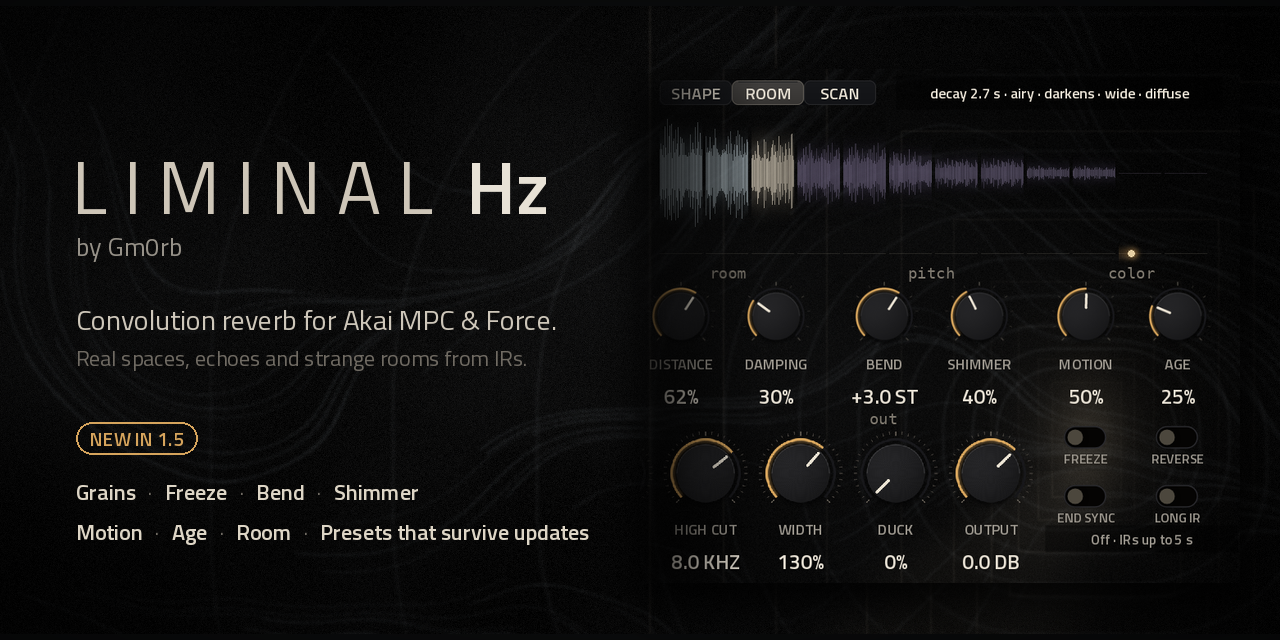 LIMINAL Hz
by Gm0rb
Convolution reverb for Akai MPC & Force.
Real spaces, echoes and strange rooms from IRs.
NEW IN 1.5
Grains · Freeze · Bend · Shimmer
Motion · Age · Room · Presets that survive updates
SHAPE ROOM SCAN decay 2.7 s · airy · darkens · wide · diffuse
room pitch color
DISTANCE DAMPING BEND SHIMMER MOTION AGE
62% 30% +3.0 ST 40% 50% 25%
out
FREEZE REVERSE
HIGH CUT WIDTH DUCK OUTPUT END SYNC LONG IR
Off · IRs up to 5 s
8.0 KHZ 130% 0% 0.0 DB